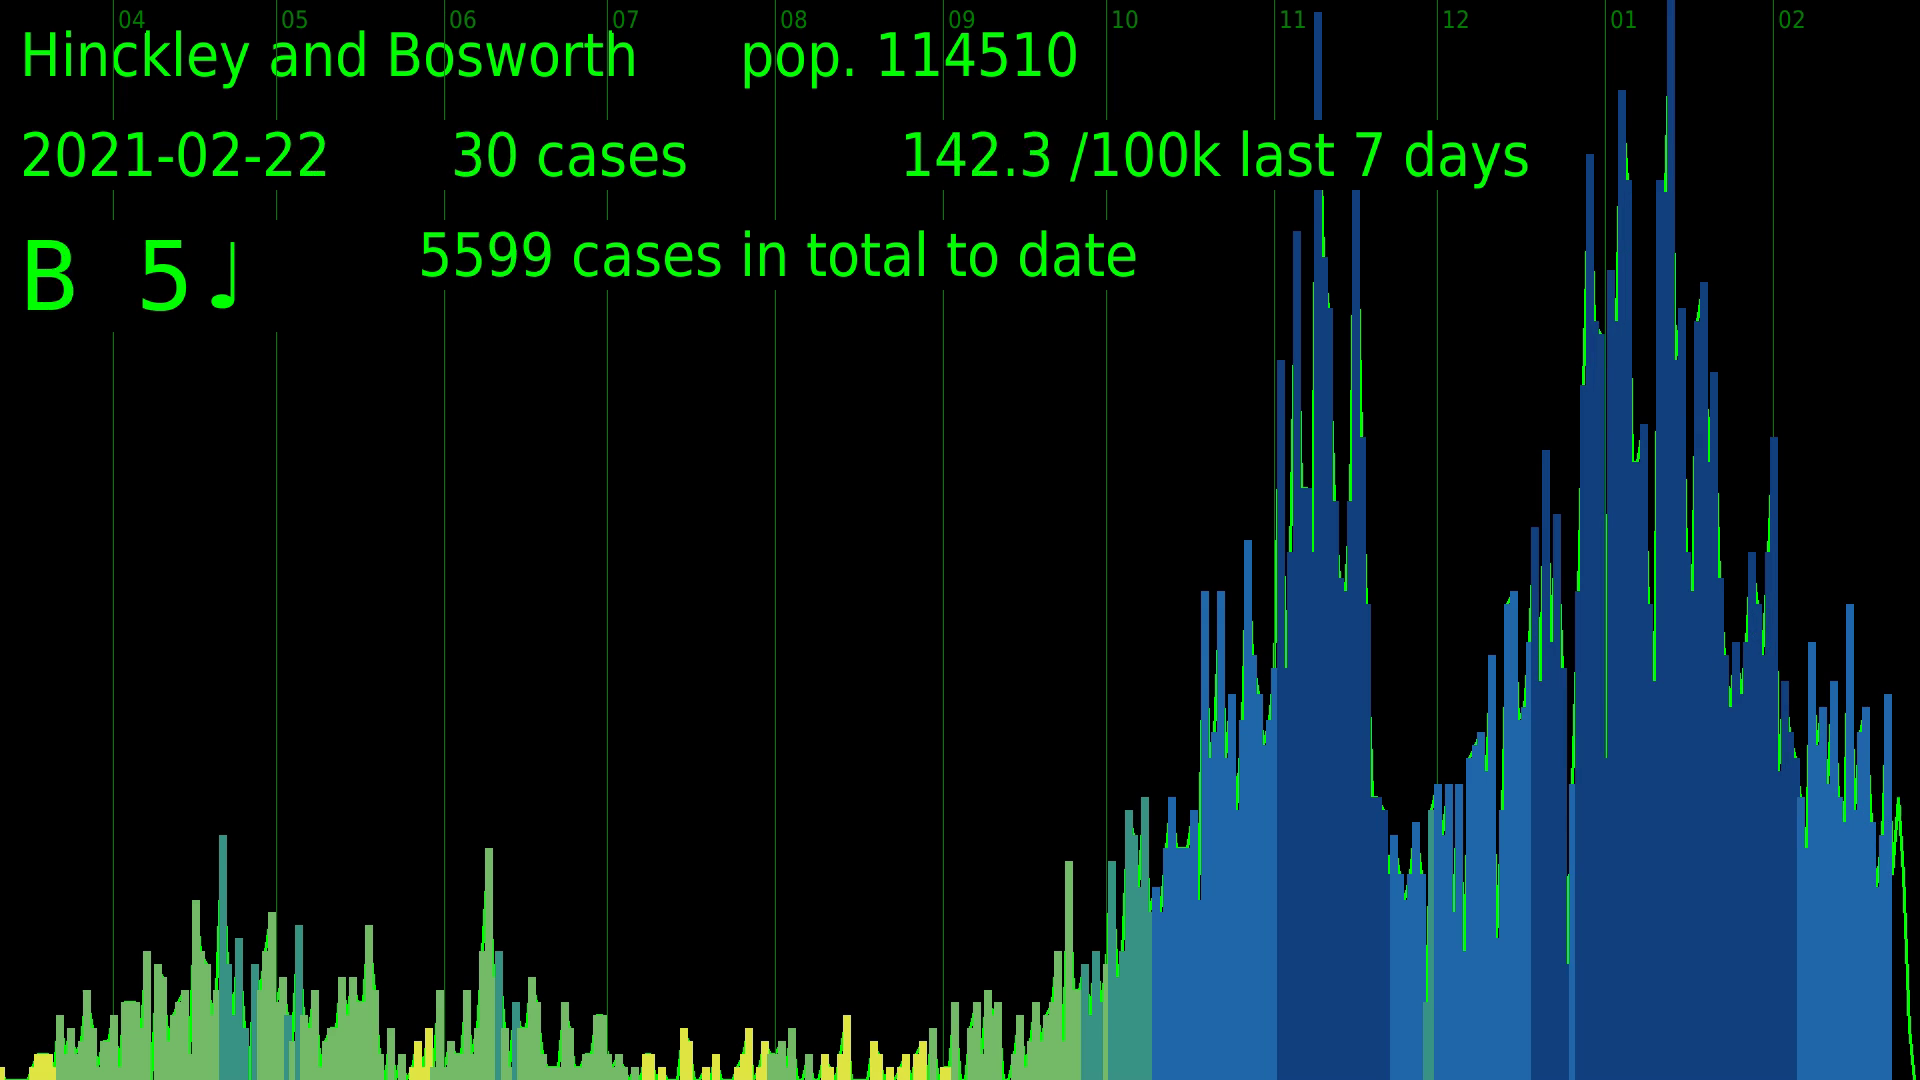 04 05 06 07 08 09 10 11 12 01 02
Hinckley and Bosworth pop. 114510
2021-02-22 30 cases 142.3 /100k last 7 days
B 5♩ 5599 cases in total to date